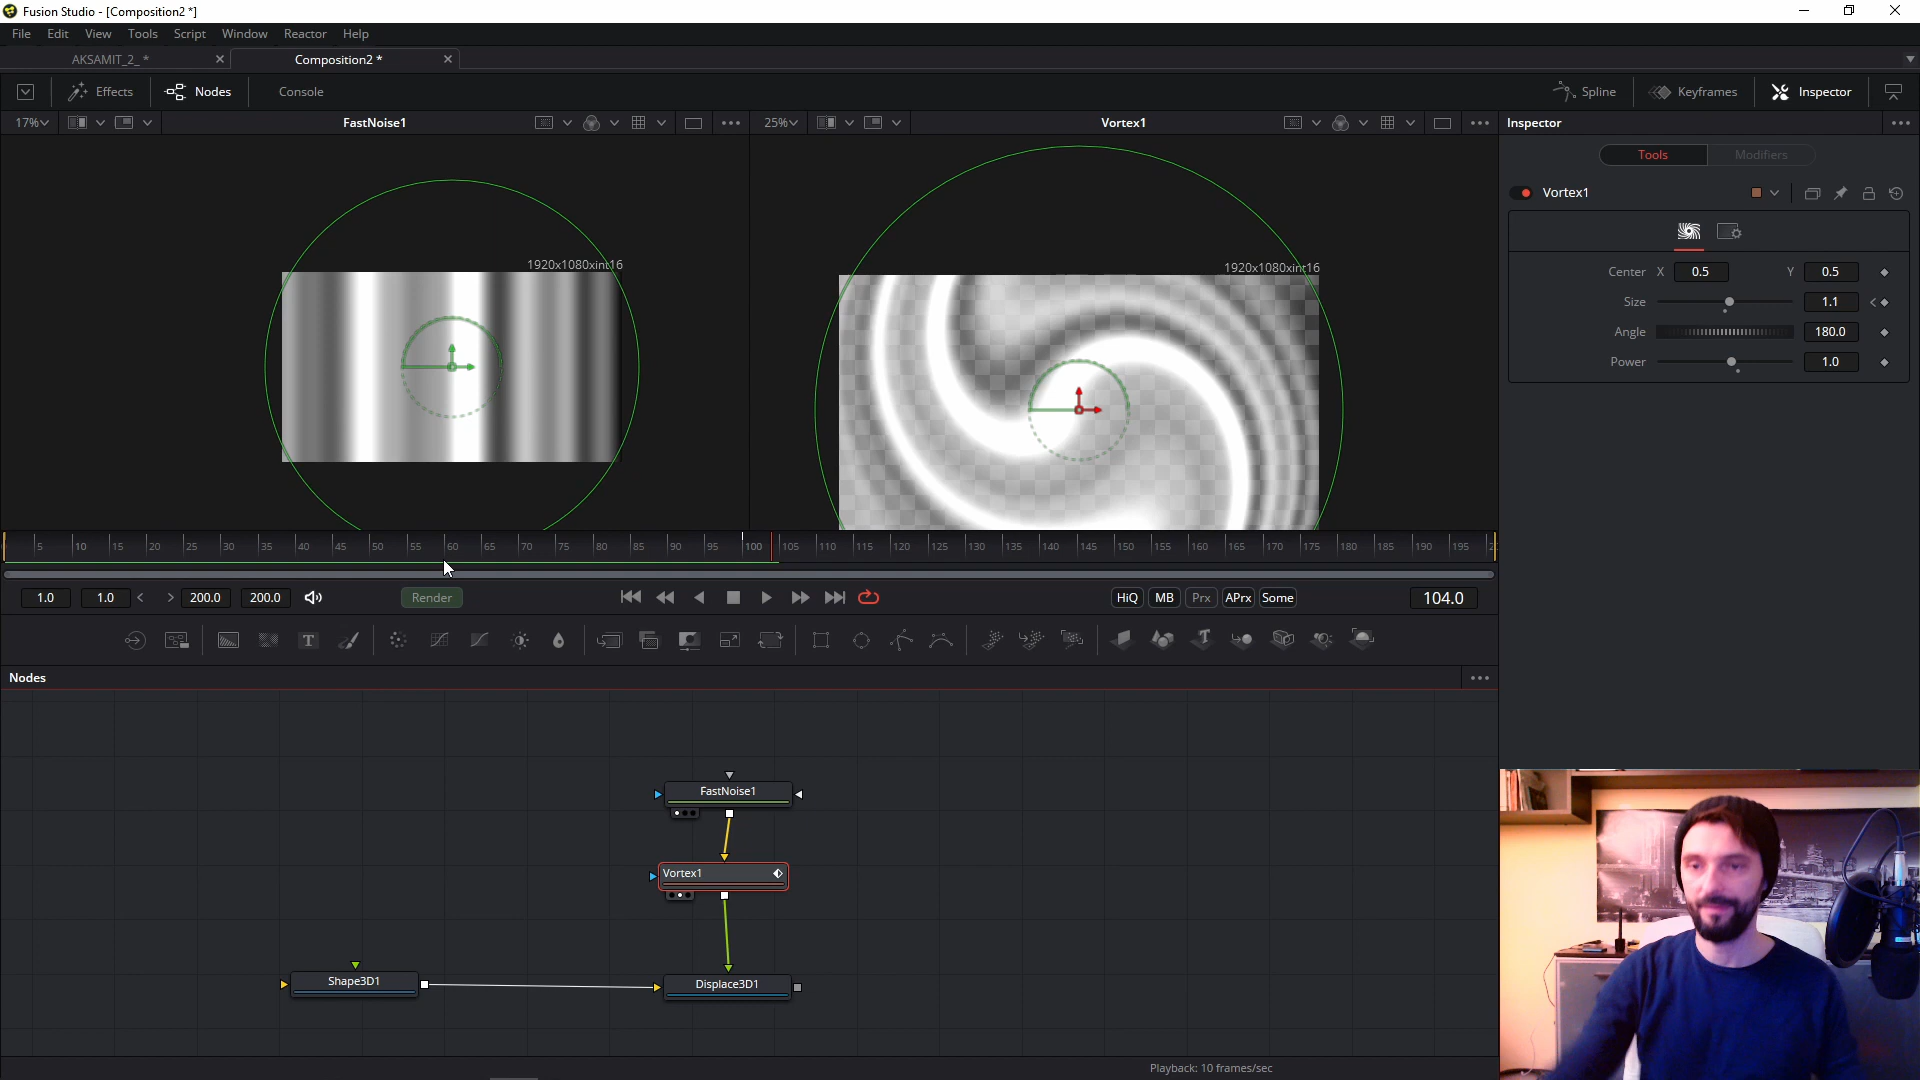 Fusion Studio - [Composition2 *]
File Edit View Tools Script Window Reactor Help
AKSAMIT_2_ *
Composition2 *
Effects Nodes Console Spline Keyframes Inspector
17% FastNoise1 25% Vortex1 Inspector
Tools Modifiers
Vortex1
1920x1080xint16
1920x1080xint16
Center X 0.5 Y 0.5
Size 1.1
Angle 180.0
Power 1.0
5 10 15 20 25 30 35 40 45 50 55 60 65 70 75 80 85 90 95 100 105 110 115 120 125 130 135 140 145 150 155 160 165 170 175 180 185 190 195
1.0 1.0 < > 200.0 200.0 Render HiQ MB Prx APrx Some 104.0
Nodes
FastNoise1
Vortex1
Shape3D1
Displace3D1
Playback: 10 frames/sec